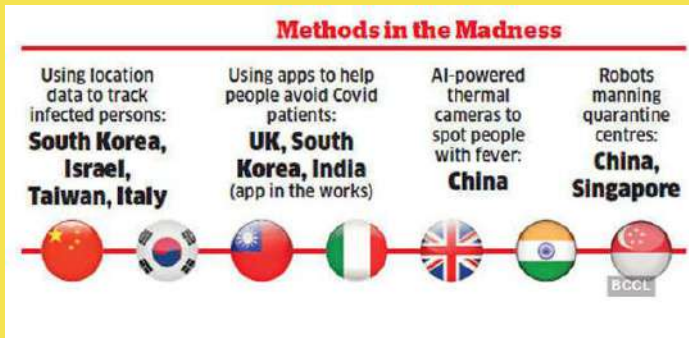 Methods in the Madness
Using location
data to track
infected persons:
South Korea,
Israel,
Taiwan, Italy
Using apps to help
people avoid Covid
patients:
UK, South
Korea, India
(app in the works)
AI-powered
thermal
cameras to
spot people
with fever:
China
Robots
manning
quarantine
centres:
China,
Singapore
BCCL